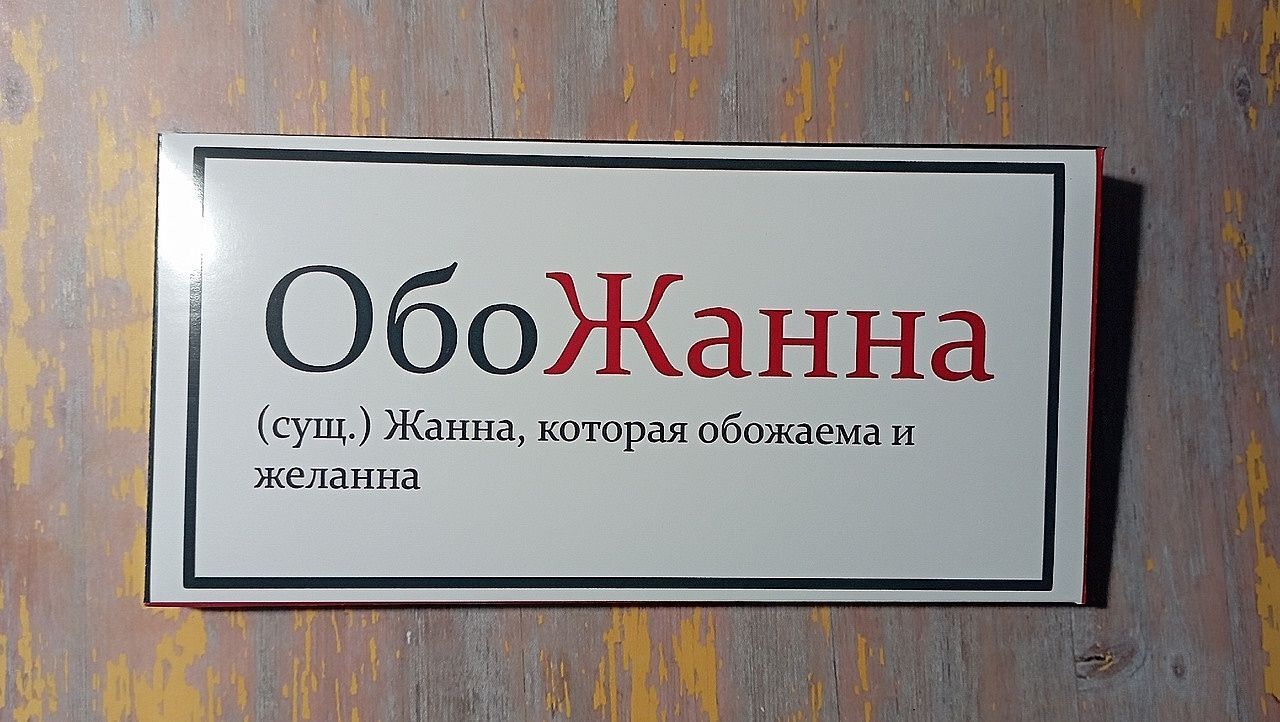 ОбоЖанна
(сущ.) Жанна, которая обожаема и
желанна